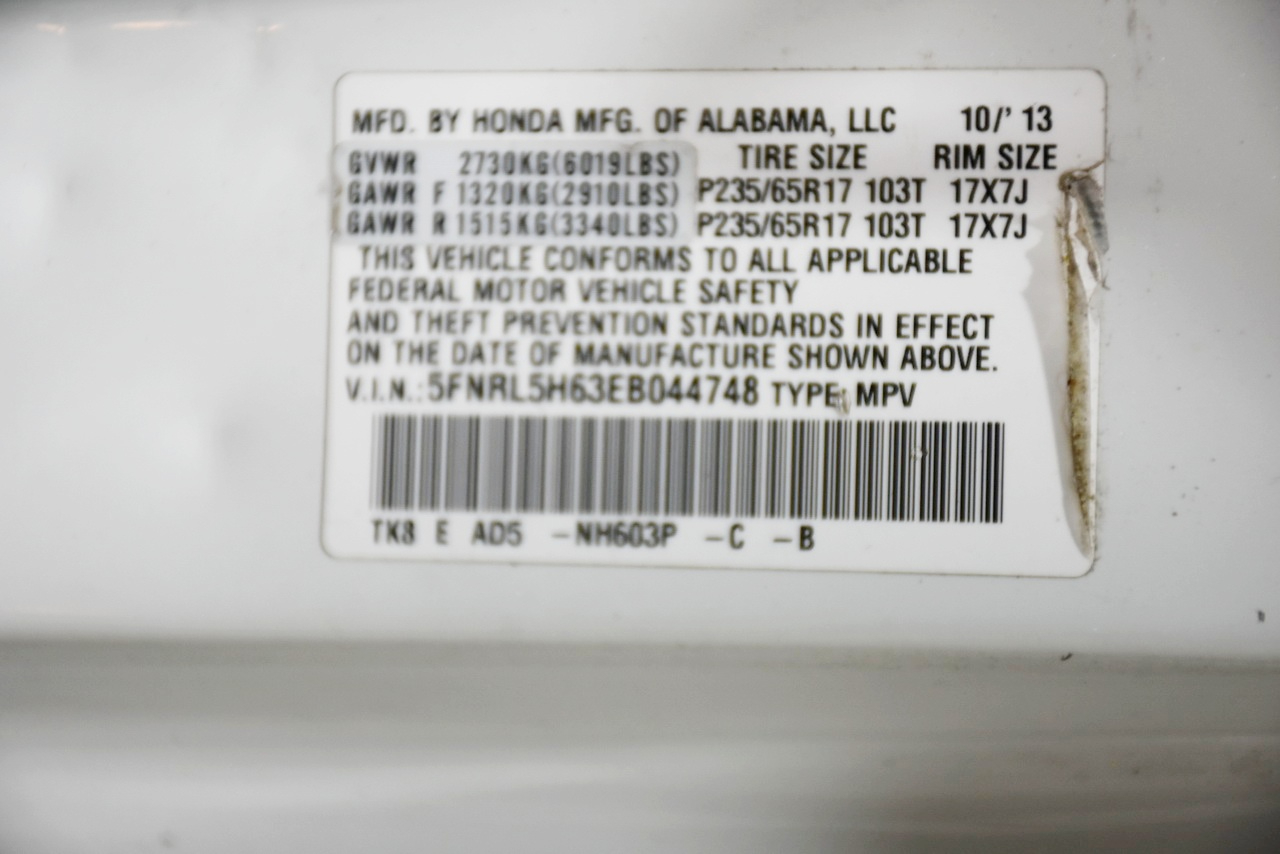 MFD. BY HONDA MFG. OF ALABAMA, LLC 10/' 13
GVWR 2730KG(6019LBS) TIRE SIZE RIM SIZE
GAWR F 1320KG(2910LBS) P235/65R17 103T 17X7J
GAWR R 1515KG(3340LBS) P235/65R17 103T 17X7J
THIS VEHICLE CONFORMS TO ALL APPLICABLE
FEDERAL MOTOR VEHICLE SAFETY
AND THEFT PREVENTION STANDARDS IN EFFECT
ON THE DATE OF MANUFACTURE SHOWN ABOVE.
V.I.N.: 5FNRL5H63EB044748 TYPE: MPV
TK8 E AD5 -NH603P -C -B